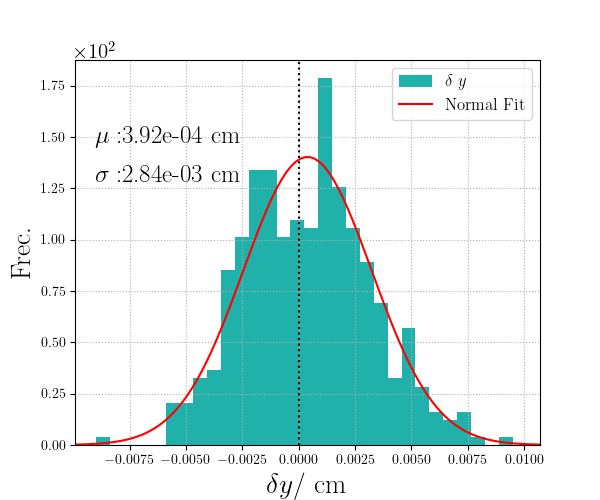 ×10²
δ y
Normal Fit
μ :3.92e-04 cm
σ :2.84e-03 cm
Frec.
1.75
1.50
1.25
1.00
0.75
0.50
0.25
0.00
−0.0075 −0.0050 −0.0025 0.0000 0.0025 0.0050 0.0075 0.0100
δy/ cm